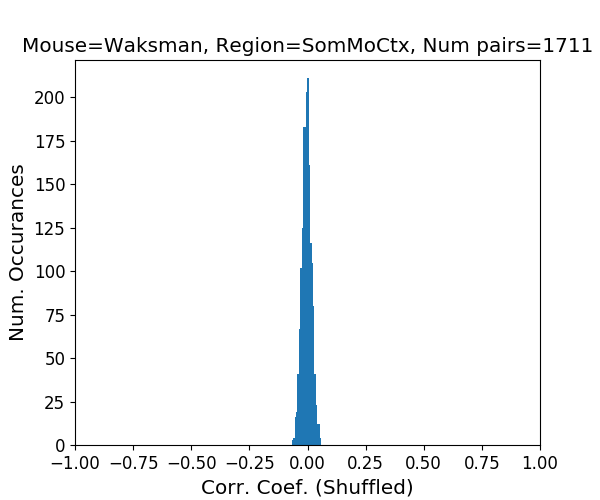 Mouse=Waksman, Region=SomMoCtx, Num pairs=1711
200
175
150
125
100
75
50
25
0
Num. Occurances
−1.00 −0.75 −0.50 −0.25 0.00 0.25 0.50 0.75 1.00
Corr. Coef. (Shuffled)